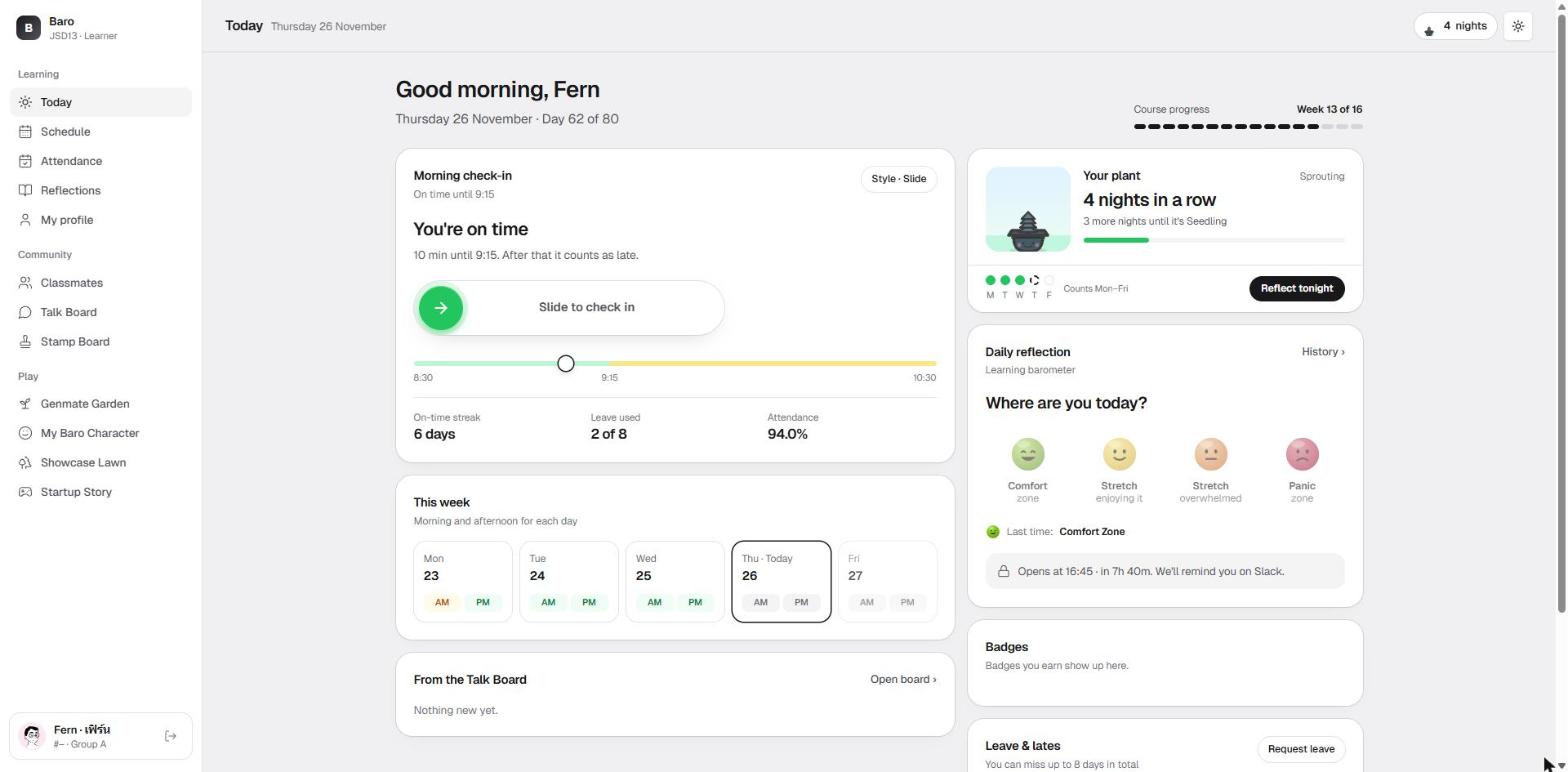 B
Baro
JSD13 · Learner
Learning
Today
Schedule
Attendance
Reflections
My profile
Community
Classmates
Talk Board
Stamp Board
Play
Genmate Garden
My Baro Character
Showcase Lawn
Startup Story
Fern · เฟิร์น
#– · Group A
Today Thursday 26 November
4 nights
Good morning, Fern
Thursday 26 November · Day 62 of 80
Course progress Week 13 of 16
Morning check-in
Style · Slide
On time until 9:15
You're on time
10 min until 9:15. After that it counts as late.
Slide to check in
8:30 9:15 10:30
On-time streak Leave used Attendance
6 days 2 of 8 94.0%
This week
Morning and afternoon for each day
Mon Tue Wed Thu · Today Fri
23 24 25 26 27
AM PM AM PM AM PM AM PM AM PM
From the Talk Board Open board ›
Nothing new yet.
Your plant Sprouting
4 nights in a row
3 more nights until it's Seedling
M T W T F Counts Mon–Fri
Reflect tonight
Daily reflection History ›
Learning barometer
Where are you today?
Comfort Stretch Stretch Panic
zone enjoying it overwhelmed zone
Last time: Comfort Zone
Opens at 16:45 · in 7h 40m. We'll remind you on Slack.
Badges
Badges you earn show up here.
Leave & lates Request leave
You can miss up to 8 days in total